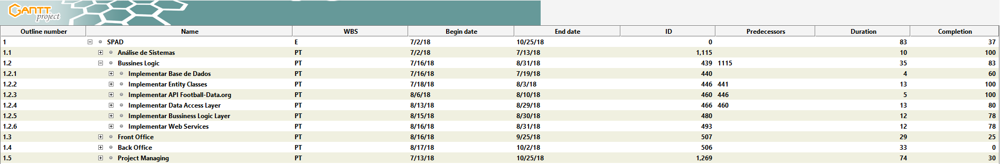 GANTT
project
Outline number Name WBS Begin date End date ID Predecessors Duration Completion
1 SPAD E 7/2/18 10/25/18 0 83 37
1.1 Análise de Sistemas PT 7/2/18 7/13/18 1,115 10 100
1.2 Bussines Logic PT 7/16/18 8/31/18 439 1115 35 83
1.2.1 Implementar Base de Dados PT 7/16/18 7/19/18 440 4 60
1.2.2 Implementar Entity Classes PT 7/18/18 8/3/18 446 441 13 100
1.2.3 Implementar API Football-Data.org PT 8/6/18 8/10/18 460 446 5 100
1.2.4 Implementar Data Access Layer PT 8/13/18 8/29/18 466 460 13 80
1.2.5 Implementar Bussiness Logic Layer PT 8/15/18 8/30/18 480 12 78
1.2.6 Implementar Web Services PT 8/16/18 8/31/18 493 12 78
1.3 Front Office PT 8/16/18 9/25/18 507 29 25
1.4 Back Office PT 8/17/18 10/2/18 506 33 0
1.5 Project Managing PT 7/13/18 10/25/18 1,269 74 30